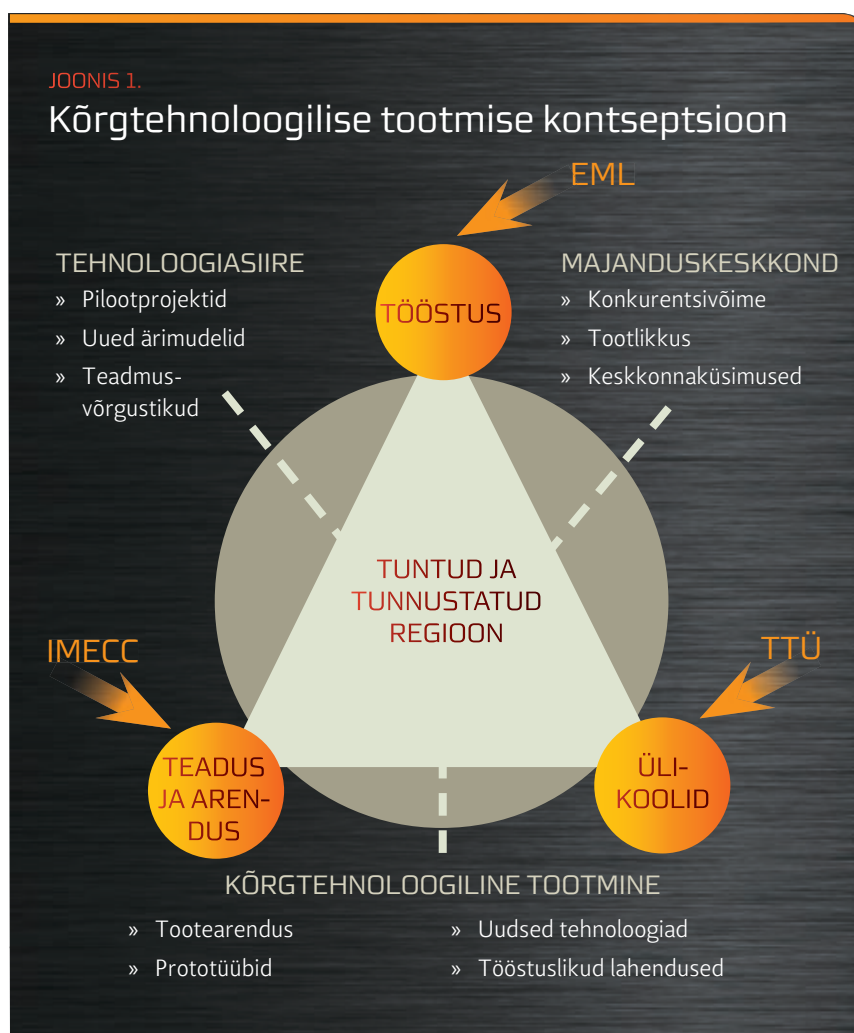 JOONIS 1.
Kõrgtehnoloogilise tootmise kontseptsioon
EML
TEHNOLOOGIASIIRE
» Pilootprojektid
» Uued ärimudelid
» Teadmus-
võrgustikud
TÖÖSTUS
MAJANDUSKESKKOND
» Konkurentsivõime
» Tootlikkus
» Keskkonnaküsimused
TUNTUD JA
TUNNUSTATUD
REGIOON
IMECC
TTÜ
TEADUS
JA AREN-
DUS
ÜLI-
KOOLID
KÕRGTEHNOLOOGILINE TOOTMINE
» Tootearendus
» Prototüübid
» Uudsed tehnoloogiad
» Tööstuslikud lahendused